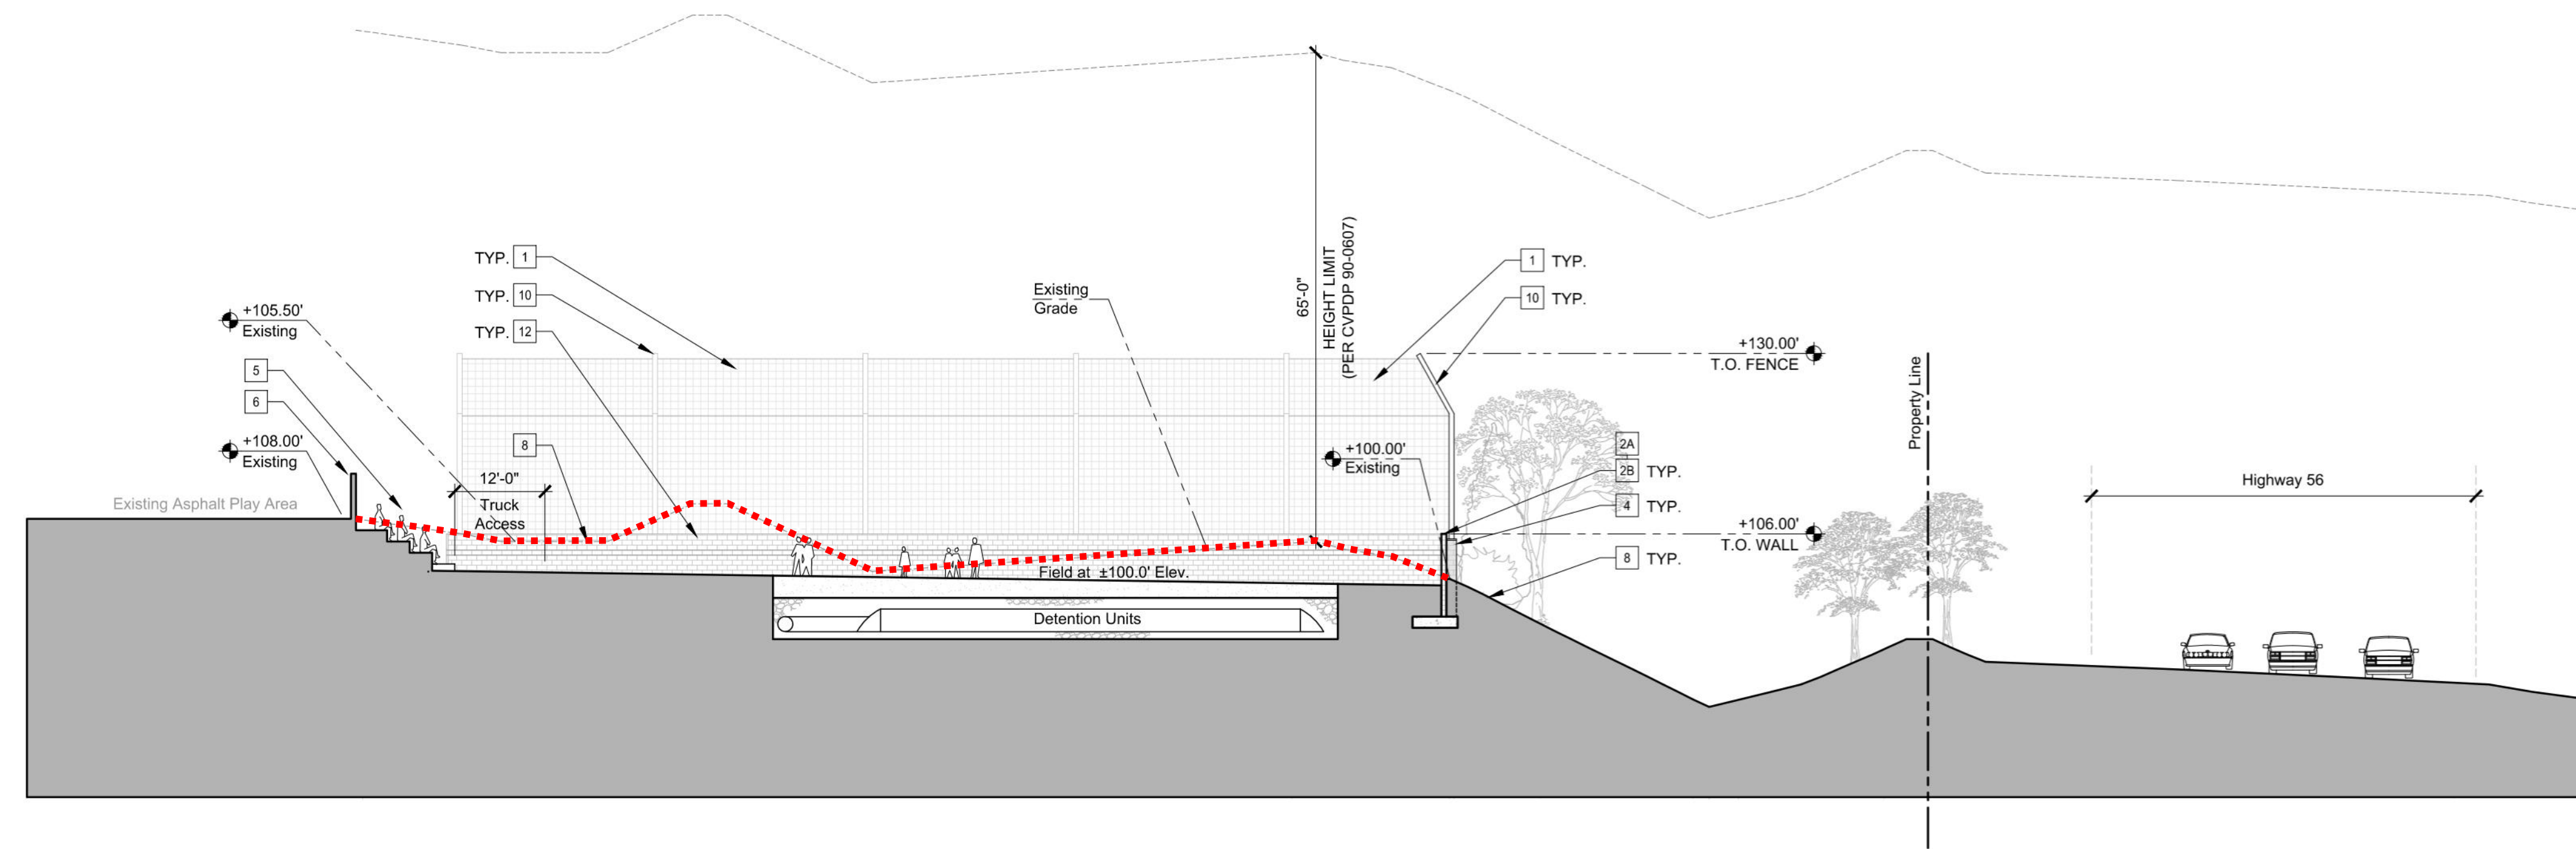 65'-0"
HEIGHT LIMIT
(PER CVPDP 90-0607)
TYP. 1
TYP. 10
TYP. 12
1 TYP.
10 TYP.
Existing
Grade
+105.50'
Existing
5
6
+108.00'
Existing
Existing Asphalt Play Area
8
12'-0"
Truck
Access
+130.00'
T.O. FENCE
Property Line
+100.00'
Existing
2A
2B TYP.
4 TYP.
8 TYP.
+106.00'
T.O. WALL
Highway 56
Field at ±100.0' Elev.
Detention Units